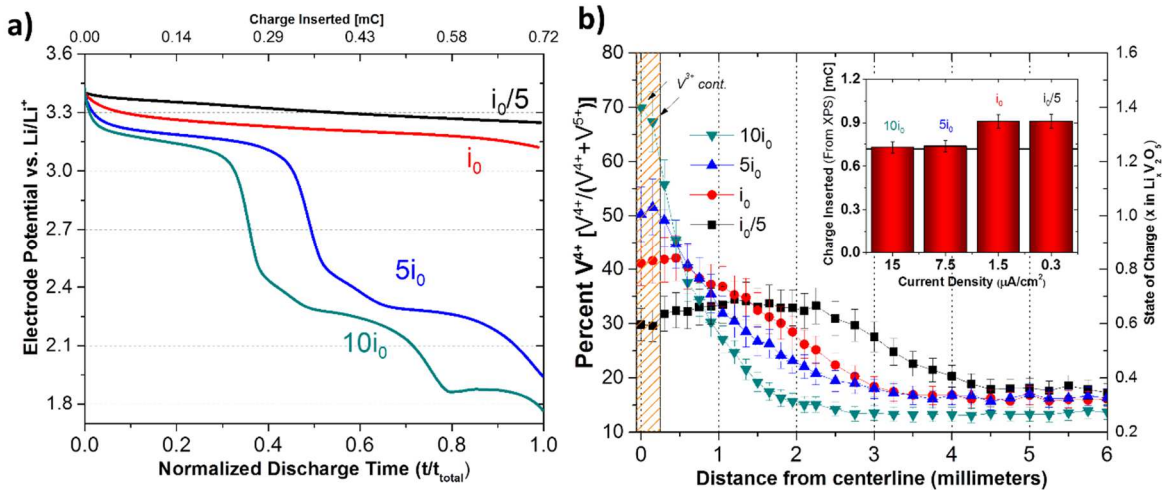 a)
Charge Inserted [mC]
0.00 0.14 0.29 0.43 0.58 0.72
Electrode Potential vs. Li/Li⁺
3.6
3.3
3.0
2.7
2.4
2.1
1.8
i₀/5
i₀
5i₀
10i₀
0.0 0.2 0.4 0.6 0.8 1.0
Normalized Discharge Time (t/t_total)
b)
Percent V⁴⁺ [V⁴⁺/(V⁴⁺+V⁵⁺)]
80
70
60
50
40
30
20
10
V³⁺ cont.
10i₀
5i₀
i₀
i₀/5
Charge Inserted (From XPS) [mC]
1.2
0.9
0.6
0.3
0.0
10i₀ 5i₀ i₀ i₀/5
15 7.5 1.5 0.3
Current Density (μA/cm²)
1.6
1.4
1.2
1.0
0.8
0.6
0.4
0.2
State of Charge (x in LiₓV₂O₅)
0 1 2 3 4 5 6
Distance from centerline (millimeters)